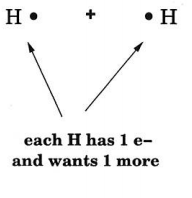 H • + • H
each H has 1 e–
and wants 1 more